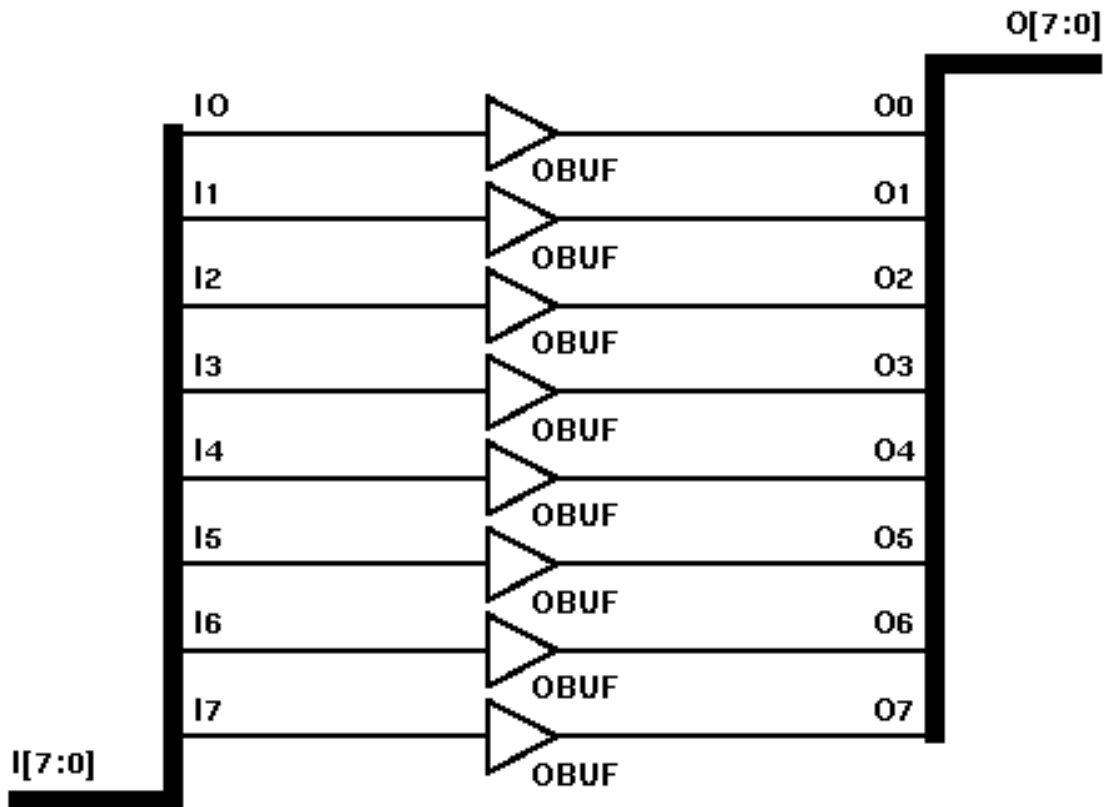 O[7:0]
I0 O0
OBUF
I1 O1
OBUF
I2 O2
OBUF
I3 O3
OBUF
I4 O4
OBUF
I5 O5
OBUF
I6 O6
OBUF
I7 O7
I[7:0]
OBUF